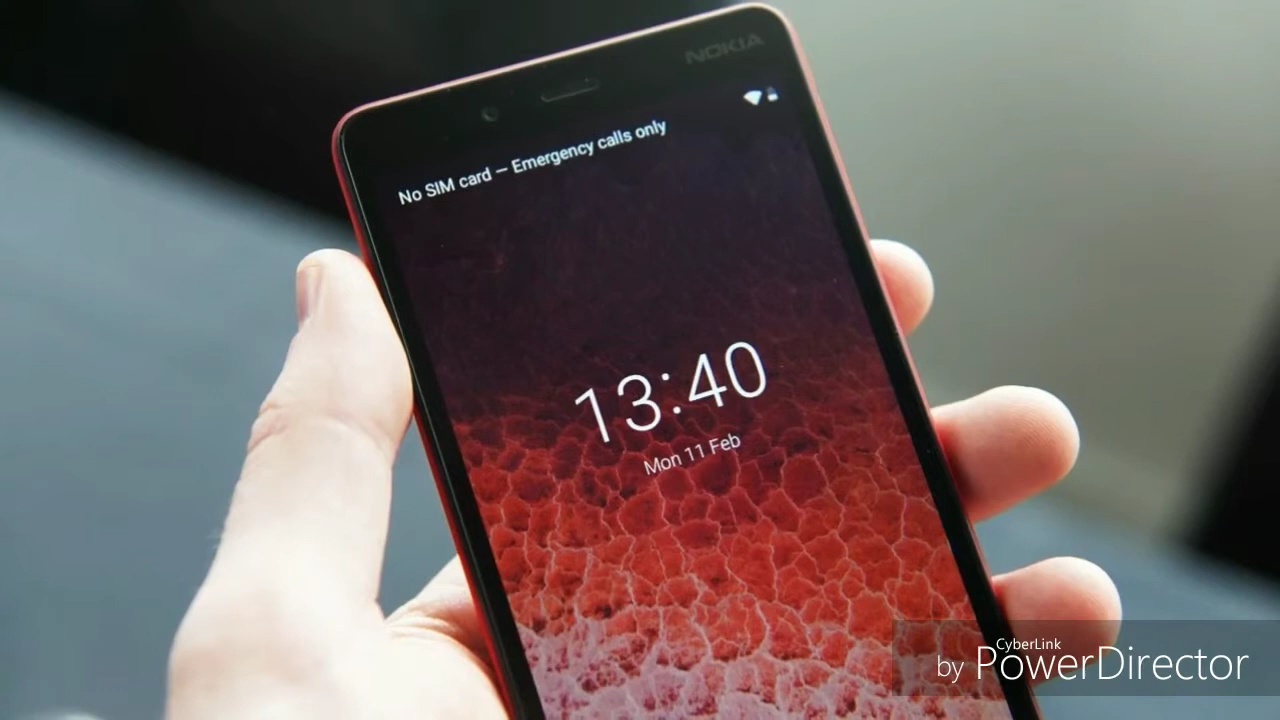 NOKIA
No SIM card — Emergency calls only
13:40
Mon 11 Feb
CyberLink
by PowerDirector